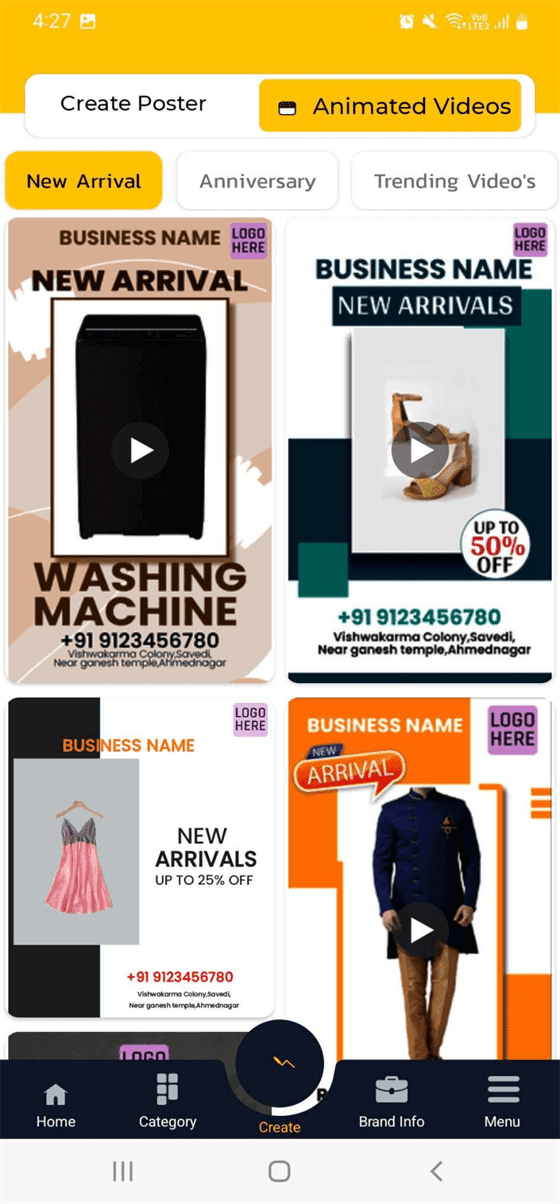 4:27
Vo)
LTE2
Create Poster
Animated Videos
New Arrival
Anniversary
Trending Video's
BUSINESS NAME
LOGO
HERE
NEW ARRIVAL
WASHING
MACHINE
+91 9123456780
Vishwakarma Colony,Savedi,
Near ganesh temple,Ahmednagar
LOGO
HERE
BUSINESS NAME
NEW ARRIVALS
UP TO
50%
OFF
+91 9123456780
Vishwakarma Colony,Savedi,
Near ganesh temple,Ahmednagar
LOGO
HERE
BUSINESS NAME
NEW
ARRIVALS
UP TO 25% OFF
+91 9123456780
Vishwakarma Colony,Savedi,
Near ganesh temple,Ahmednagar
BUSINESS NAME
LOGO
HERE
NEW
ARRIVAL
LOGO
Home
Category
Create
Brand Info
Menu